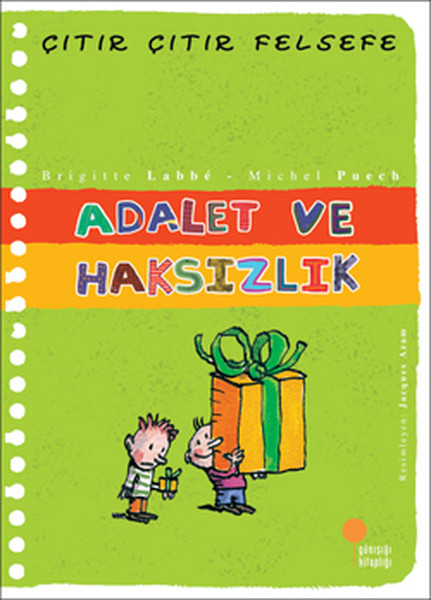 ÇITIR ÇITIR FELSEFE
Brigitte Labbé - Michel Puech
ADALET VE
HAKSIZLIK
Resimleyen: Jacques Azam
günışığı
kitaplığı